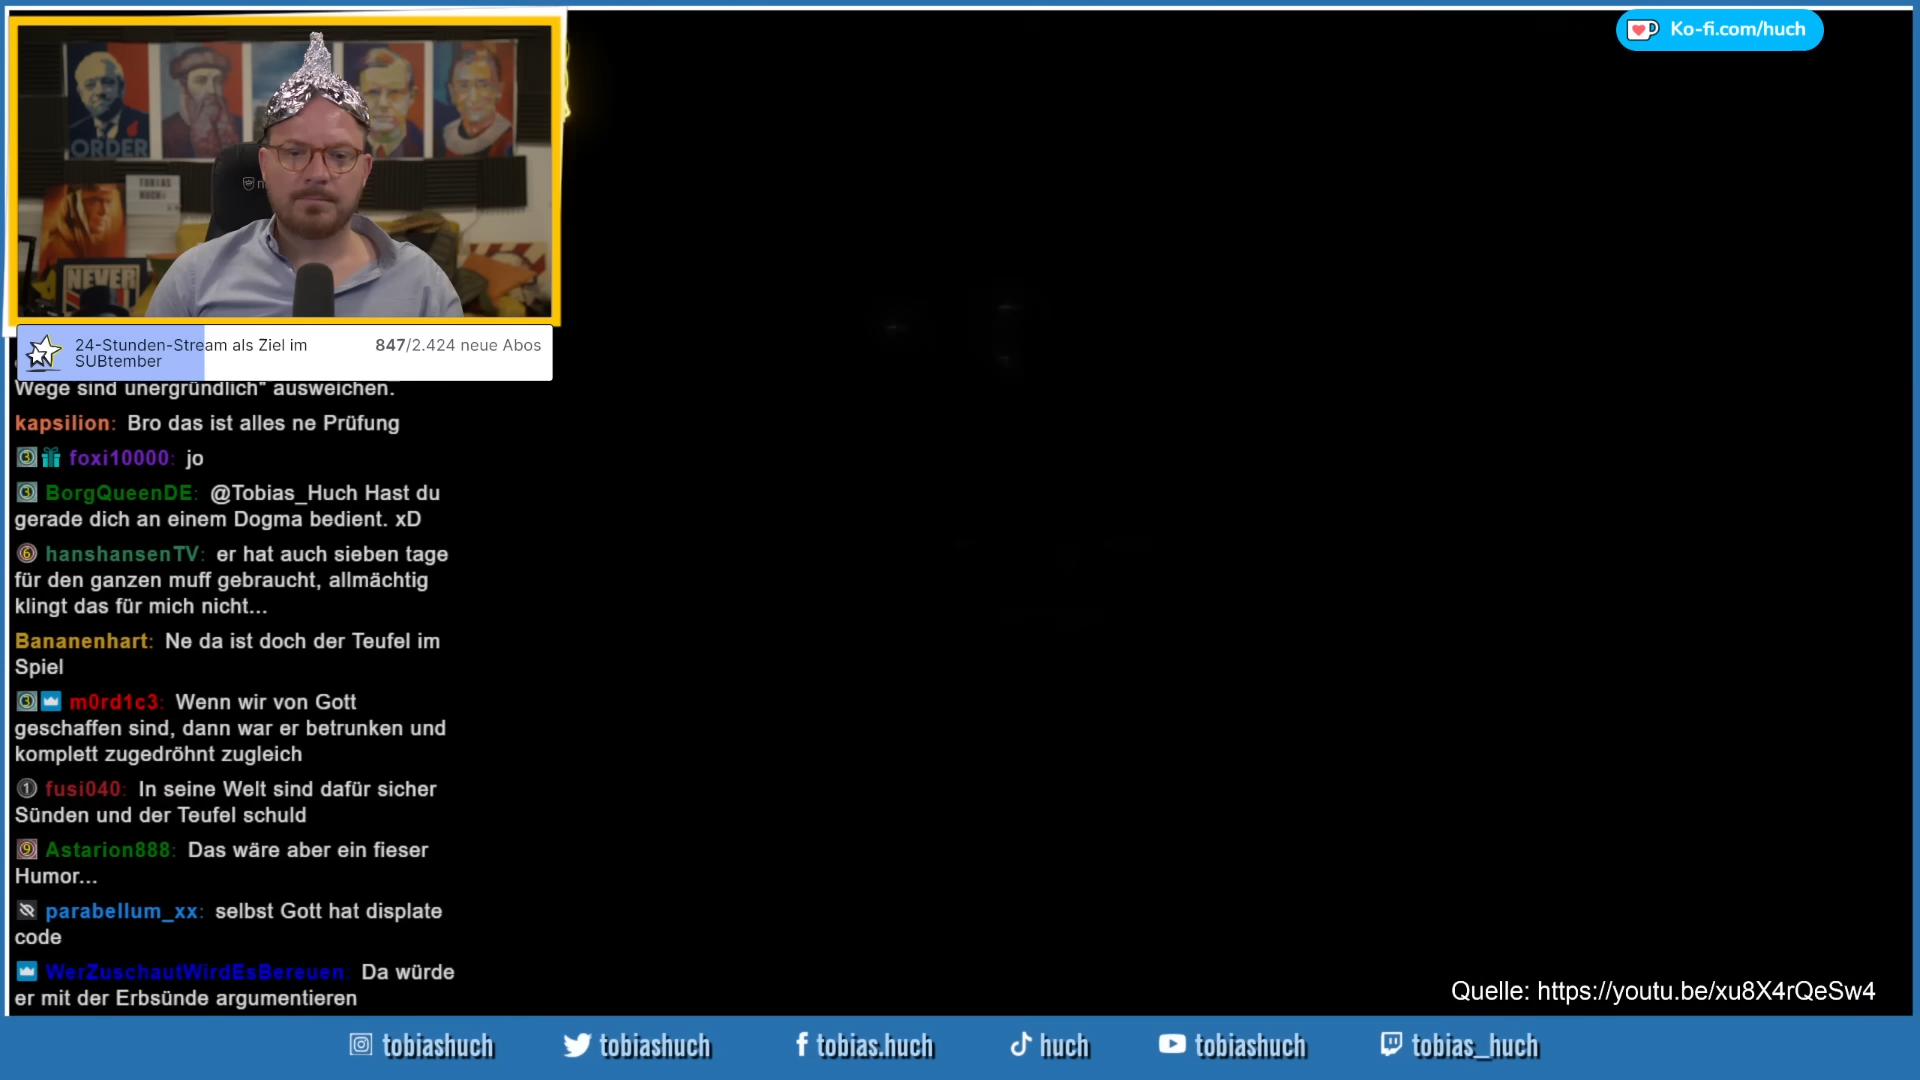 Ko-fi.com/huch
ORDER
TOBIAS
HUCH
NEVER
24-Stunden-Stream als Ziel im
SUBtember
847/2.424 neue Abos
Wege sind unergründlich" ausweichen.
kapsilion: Bro das ist alles ne Prüfung
foxi10000: jo
BorgQueenDE: @Tobias_Huch Hast du
gerade dich an einem Dogma bedient. xD
hanshansenTV: er hat auch sieben tage
für den ganzen muff gebraucht, allmächtig
klingt das für mich nicht...
Bananenhart: Ne da ist doch der Teufel im
Spiel
m0rd1c3: Wenn wir von Gott
geschaffen sind, dann war er betrunken und
komplett zugedröhnt zugleich
fusi040: In seine Welt sind dafür sicher
Sünden und der Teufel schuld
Astarion888: Das wäre aber ein fieser
Humor...
parabellum_xx: selbst Gott hat displate
code
WerZuschautWirdEsBereuen: Da würde
er mit der Erbsünde argumentieren
Quelle: https://youtu.be/xu8X4rQeSw4
tobiashuch
tobiashuch
tobias.huch
huch
tobiashuch
tobias_huch